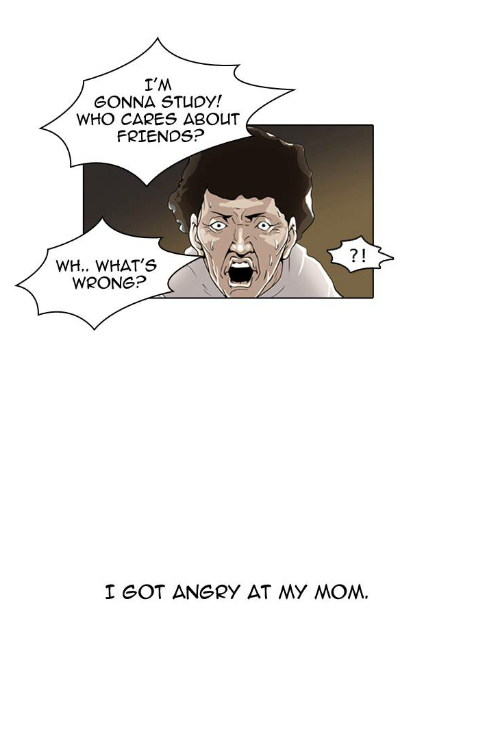 I'M
GONNA STUDY!
WHO CARES ABOUT
FRIENDS?
WH.. WHAT'S
WRONG?
?!
I GOT ANGRY AT MY MOM.